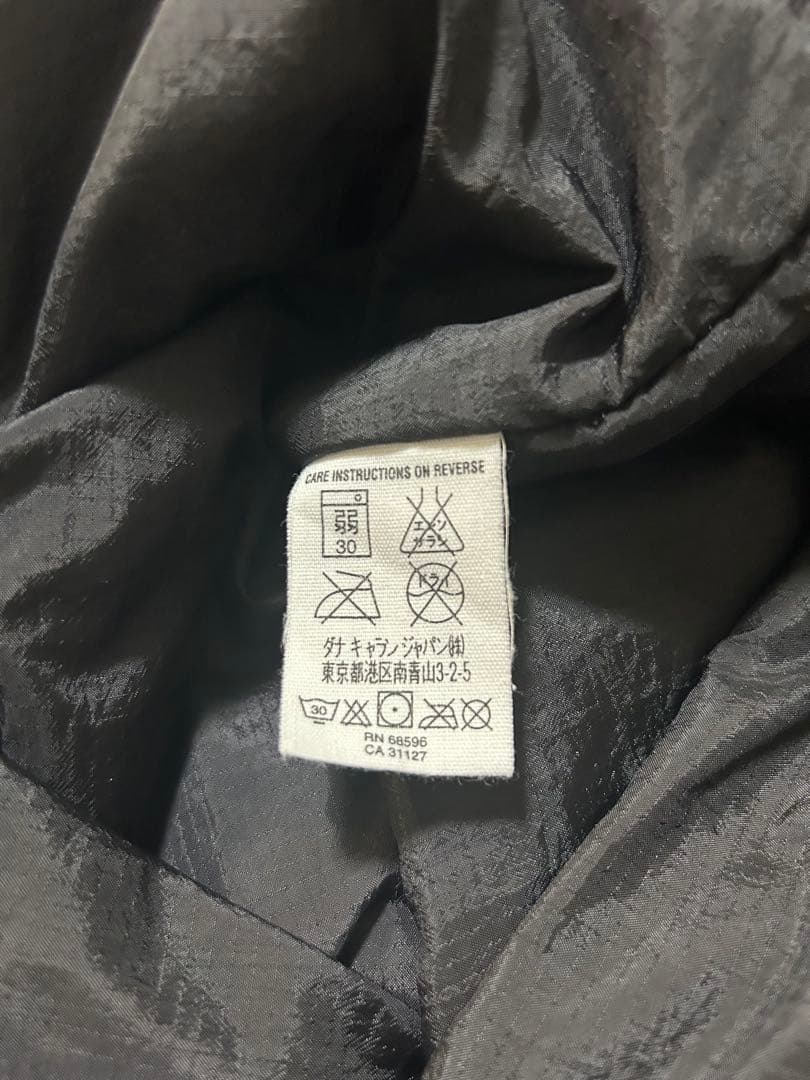 CARE INSTRUCTIONS ON REVERSE
弱
30
エンソ
サラシ
ドライ
ダナ キャラン ジャパン(株)
東京都港区南青山3-2-5
30
RN 68596
CA 31127